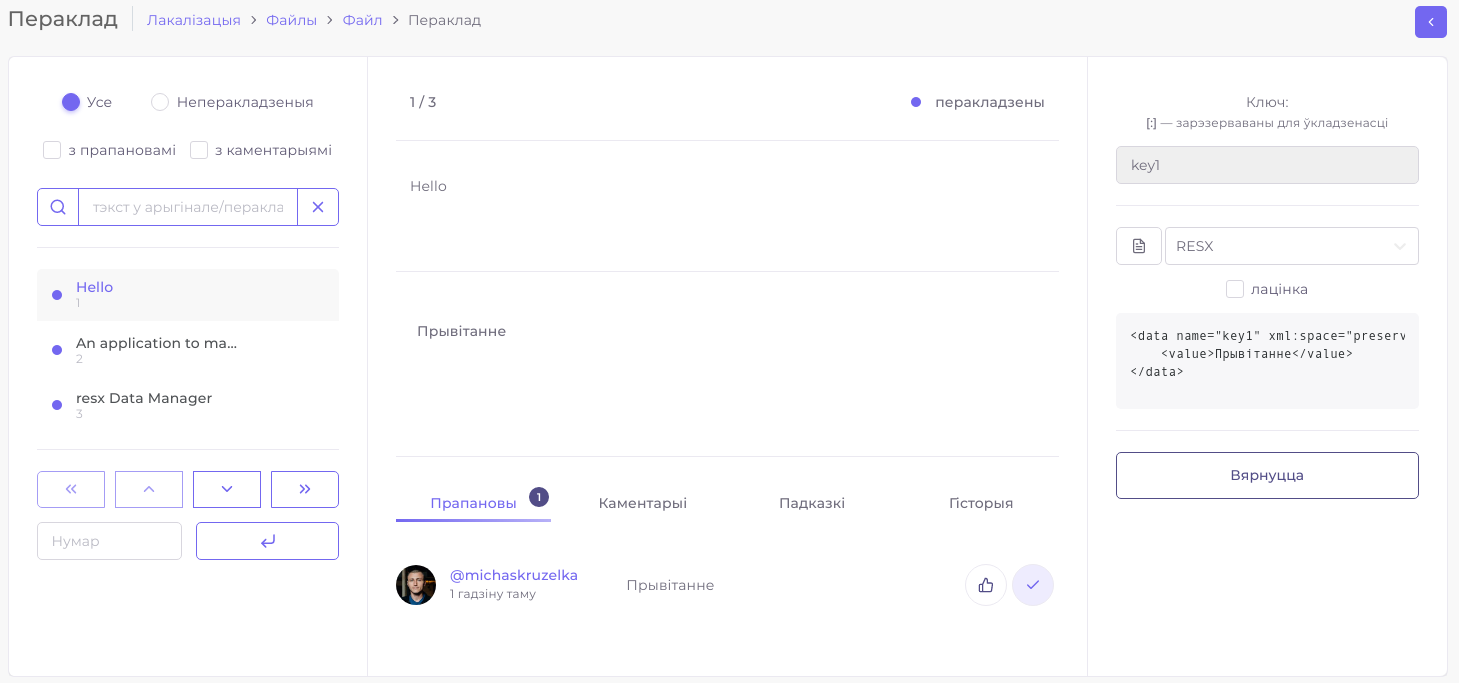 Пераклад
Лакалізацыя > Файлы > Файл > Пераклад
Усе
Неперакладзеныя
з прапановамі
з каментарыямі
тэкст у арыгінале/перакла
Hello
1
An application to ma...
2
resx Data Manager
3
Нумар
1 / 3
перакладзены
Hello
Прывітанне
Прапановы 1
Каментарыі
Падказкі
Гісторыя
@michaskruzelka
1 гадзіну таму
Прывітанне
Ключ:
[:] — зарэзерваваны для ўкладзенасці
key1
RESX
лацінка
<data name="key1" xml:space="preserv
    <value>Прывітанне</value>
</data>
Вярнуцца